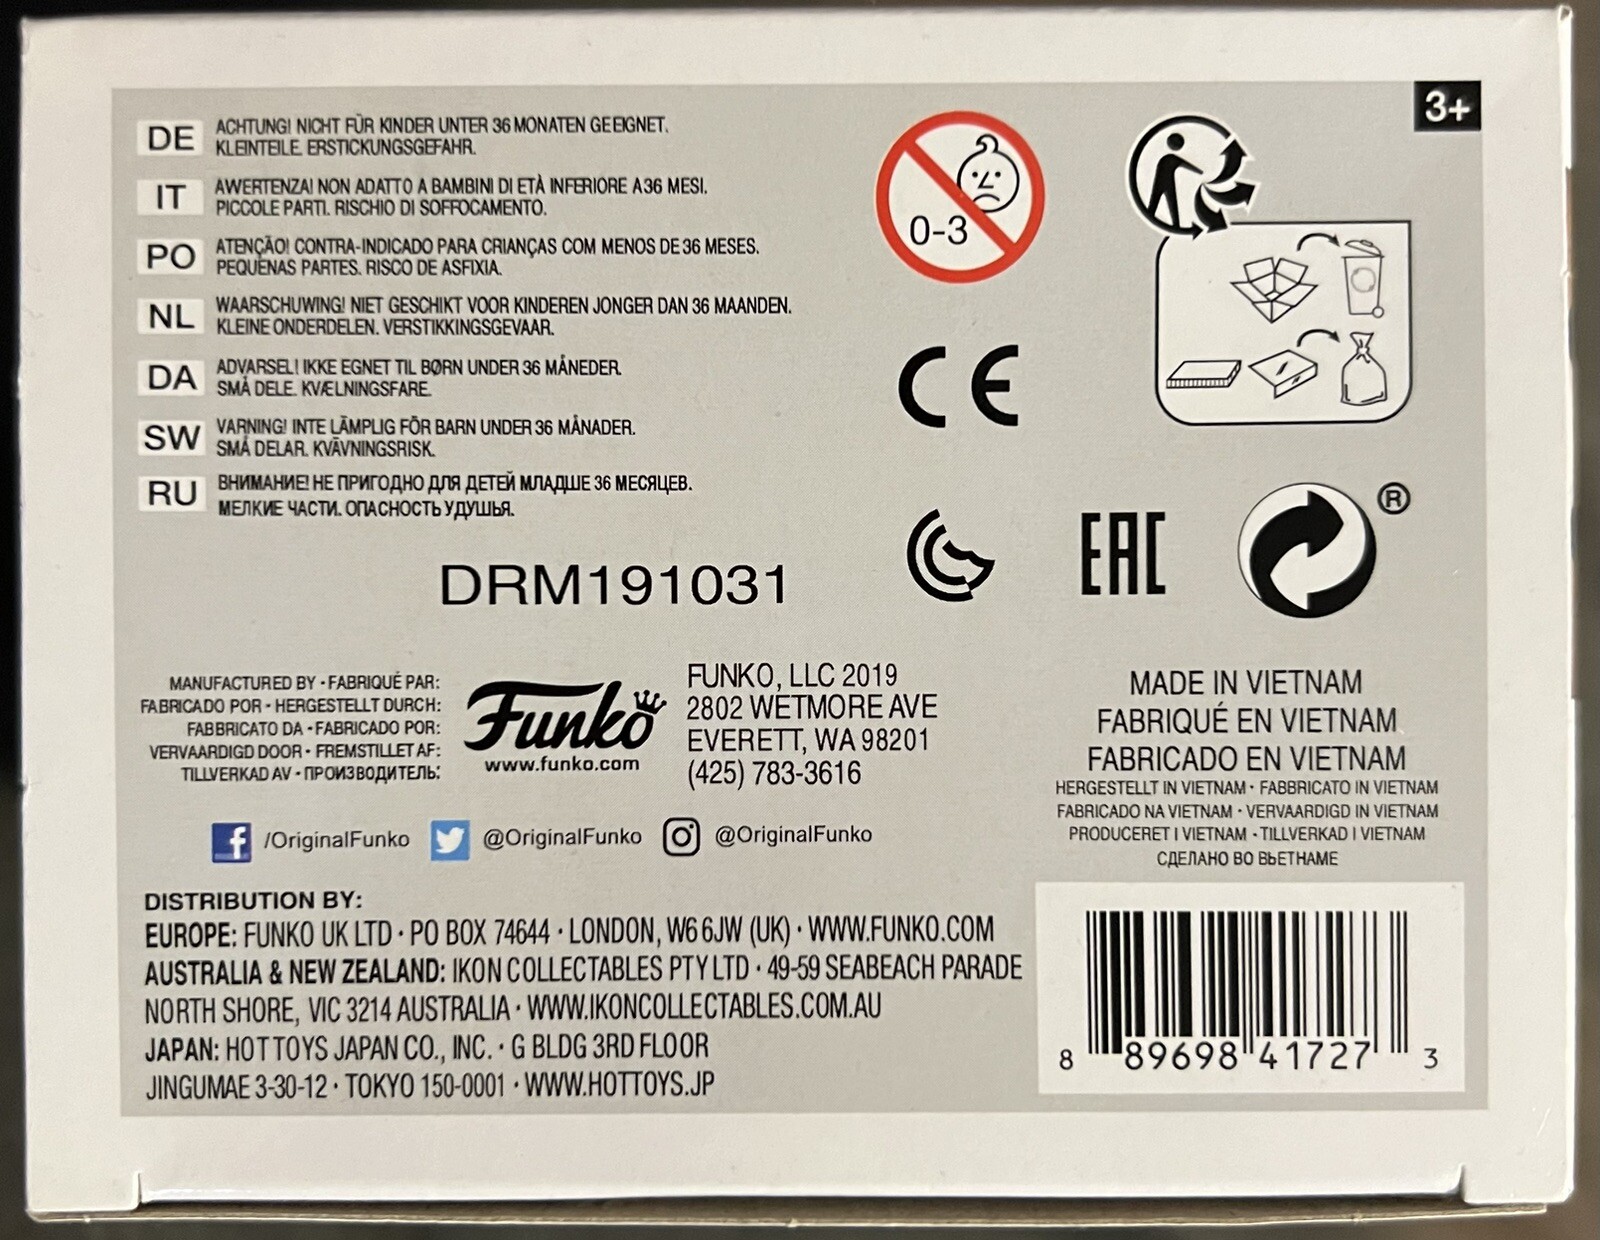 3+
DE
ACHTUNG! NICHT FÜR KINDER UNTER 36 MONATEN GEEIGNET.
KLEINTEILE. ERSTICKUNGSGEFAHR.
IT
AWERTENZA! NON ADATTO A BAMBINI DI ETÀ INFERIORE A 36 MESI.
PICCOLE PARTI. RISCHIO DI SOFFOCAMENTO.
PO
ATENÇÃO! CONTRA-INDICADO PARA CRIANÇAS COM MENOS DE 36 MESES.
PEQUENAS PARTES. RISCO DE ASFIXIA.
NL
WAARSCHUWING! NIET GESCHIKT VOOR KINDEREN JONGER DAN 36 MAANDEN.
KLEINE ONDERDELEN. VERSTIKKINGSGEVAAR.
DA
ADVARSEL! IKKE EGNET TIL BØRN UNDER 36 MÅNEDER.
SMÅ DELE. KVÆLNINGSFARE.
SW
VARNING! INTE LÄMPLIG FÖR BARN UNDER 36 MÅNADER.
SMÅ DELAR. KVÄVNINGSRISK.
RU
ВНИМАНИЕ! НЕ ПРИГОДНО ДЛЯ ДЕТЕЙ МЛАДШЕ 36 МЕСЯЦЕВ.
МЕЛКИЕ ЧАСТИ. ОПАСНОСТЬ УДУШЬЯ.
0-3
CE
EAC
®
DRM191031
MANUFACTURED BY • FABRIQUÉ PAR:
FABRICADO POR • HERGESTELLT DURCH:
FABBRICATO DA • FABRICADO POR:
VERVAARDIGD DOOR • FREMSTILLET AF:
TILLVERKAD AV • ПРОИЗВОДИТЕЛЬ:
Funko
www.funko.com
FUNKO, LLC 2019
2802 WETMORE AVE
EVERETT, WA 98201
(425) 783-3616
/OriginalFunko @OriginalFunko @OriginalFunko
MADE IN VIETNAM
FABRIQUÉ EN VIETNAM
FABRICADO EN VIETNAM
HERGESTELLT IN VIETNAM • FABBRICATO IN VIETNAM
FABRICADO NA VIETNAM • VERVAARDIGD IN VIETNAM
PRODUCERET I VIETNAM • TILLVERKAD I VIETNAM
СДЕЛАНО ВО ВЬЕТНАМЕ
DISTRIBUTION BY:
EUROPE: FUNKO UK LTD • PO BOX 74644 • LONDON, W6 6JW (UK) • WWW.FUNKO.COM
AUSTRALIA & NEW ZEALAND: IKON COLLECTABLES PTY LTD • 49-59 SEABEACH PARADE
NORTH SHORE, VIC 3214 AUSTRALIA • WWW.IKONCOLLECTABLES.COM.AU
JAPAN: HOT TOYS JAPAN CO., INC. • G BLDG 3RD FLOOR
JINGUMAE 3-30-12 • TOKYO 150-0001 • WWW.HOTTOYS.JP
8 89698 41727 3